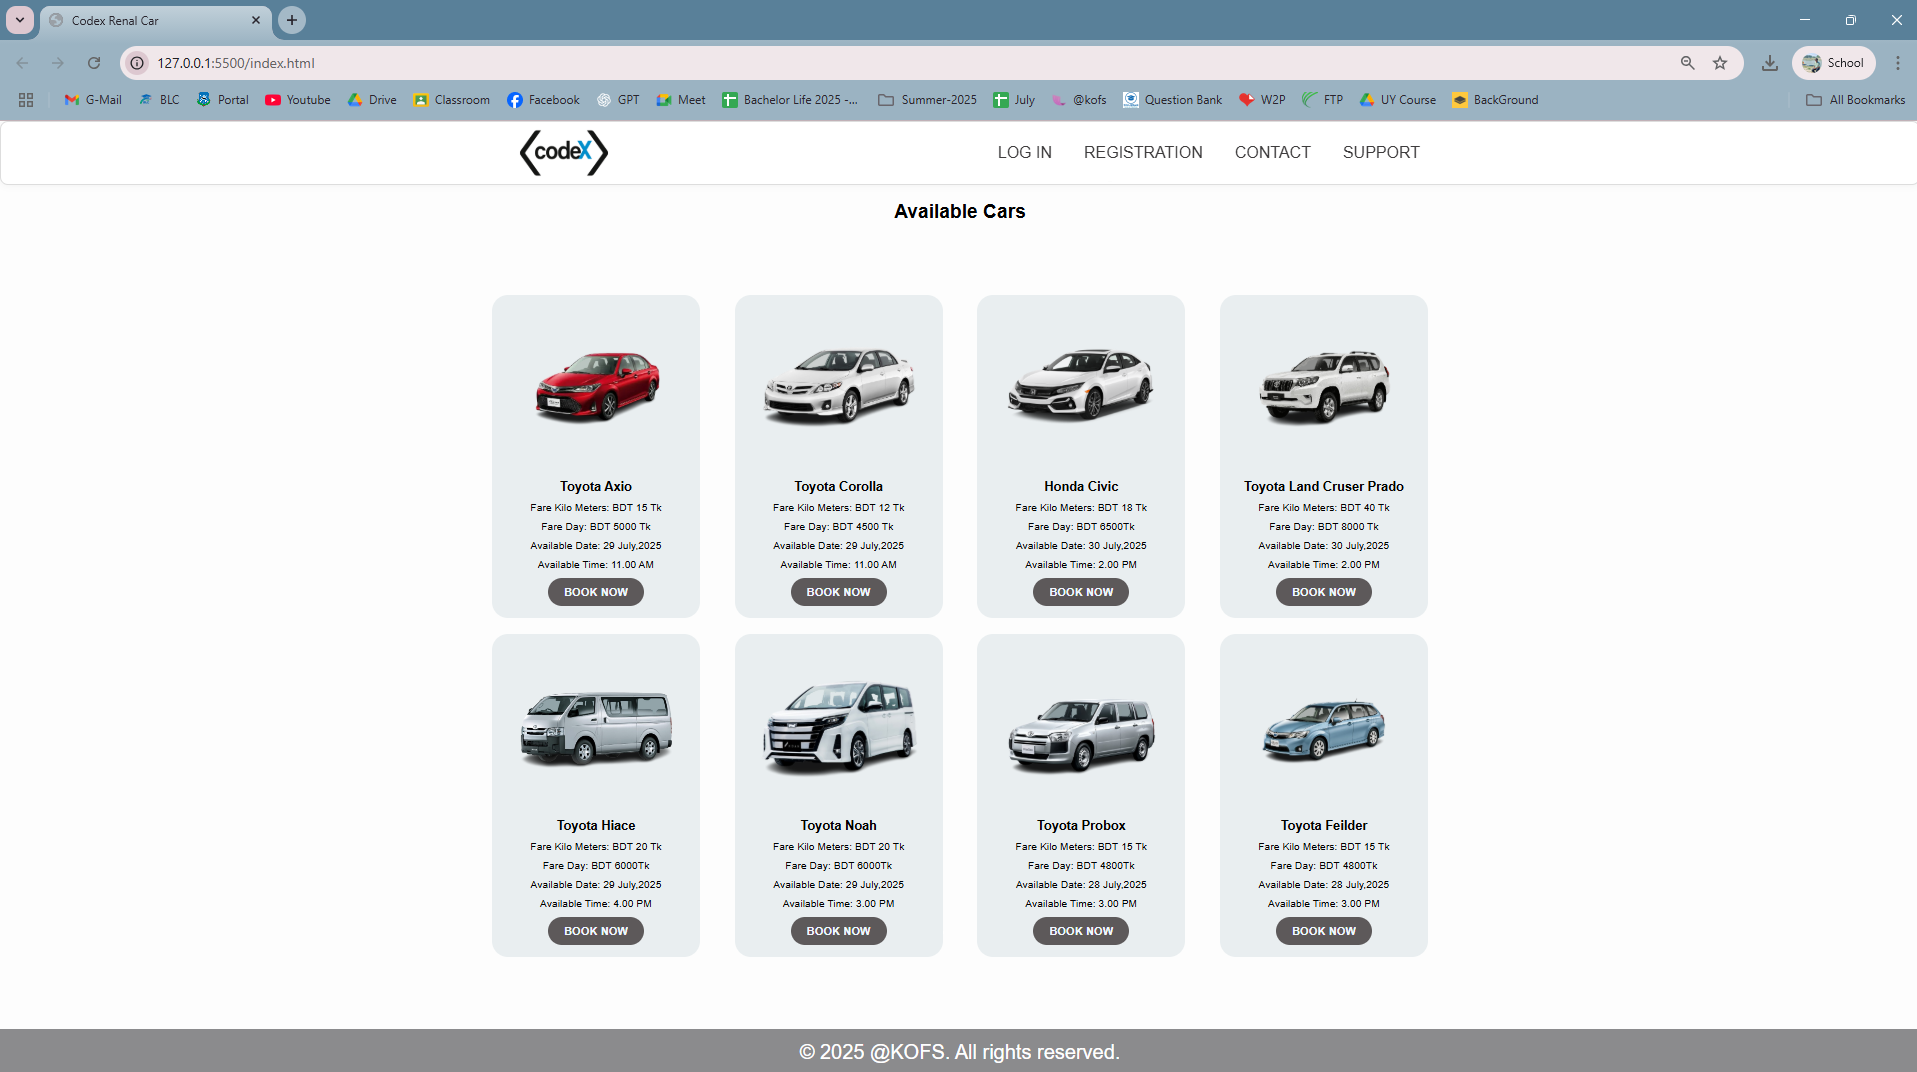 Codex Renal Car
127.0.0.1:5500/index.html
School
G-Mail BLC Portal Youtube Drive Classroom Facebook GPT Meet Bachelor Life 2025 -... Summer-2025 July @kofs Question Bank W2P FTP UY Course BackGround All Bookmarks
codeX LOG IN REGISTRATION CONTACT SUPPORT
Available Cars
Toyota Axio
Fare Kilo Meters: BDT 15 Tk
Fare Day: BDT 5000 Tk
Available Date: 29 July,2025
Available Time: 11.00 AM
BOOK NOW
Toyota Corolla
Fare Kilo Meters: BDT 12 Tk
Fare Day: BDT 4500 Tk
Available Date: 29 July,2025
Available Time: 11.00 AM
BOOK NOW
Honda Civic
Fare Kilo Meters: BDT 18 Tk
Fare Day: BDT 6500Tk
Available Date: 30 July,2025
Available Time: 2.00 PM
BOOK NOW
Toyota Land Cruser Prado
Fare Kilo Meters: BDT 40 Tk
Fare Day: BDT 8000 Tk
Available Date: 30 July,2025
Available Time: 2.00 PM
BOOK NOW
Toyota Hiace
Fare Kilo Meters: BDT 20 Tk
Fare Day: BDT 6000Tk
Available Date: 29 July,2025
Available Time: 4.00 PM
BOOK NOW
Toyota Noah
Fare Kilo Meters: BDT 20 Tk
Fare Day: BDT 6000Tk
Available Date: 29 July,2025
Available Time: 3.00 PM
BOOK NOW
Toyota Probox
Fare Kilo Meters: BDT 15 Tk
Fare Day: BDT 4800Tk
Available Date: 28 July,2025
Available Time: 3.00 PM
BOOK NOW
Toyota Feilder
Fare Kilo Meters: BDT 15 Tk
Fare Day: BDT 4800Tk
Available Date: 28 July,2025
Available Time: 3.00 PM
BOOK NOW
© 2025 @KOFS. All rights reserved.